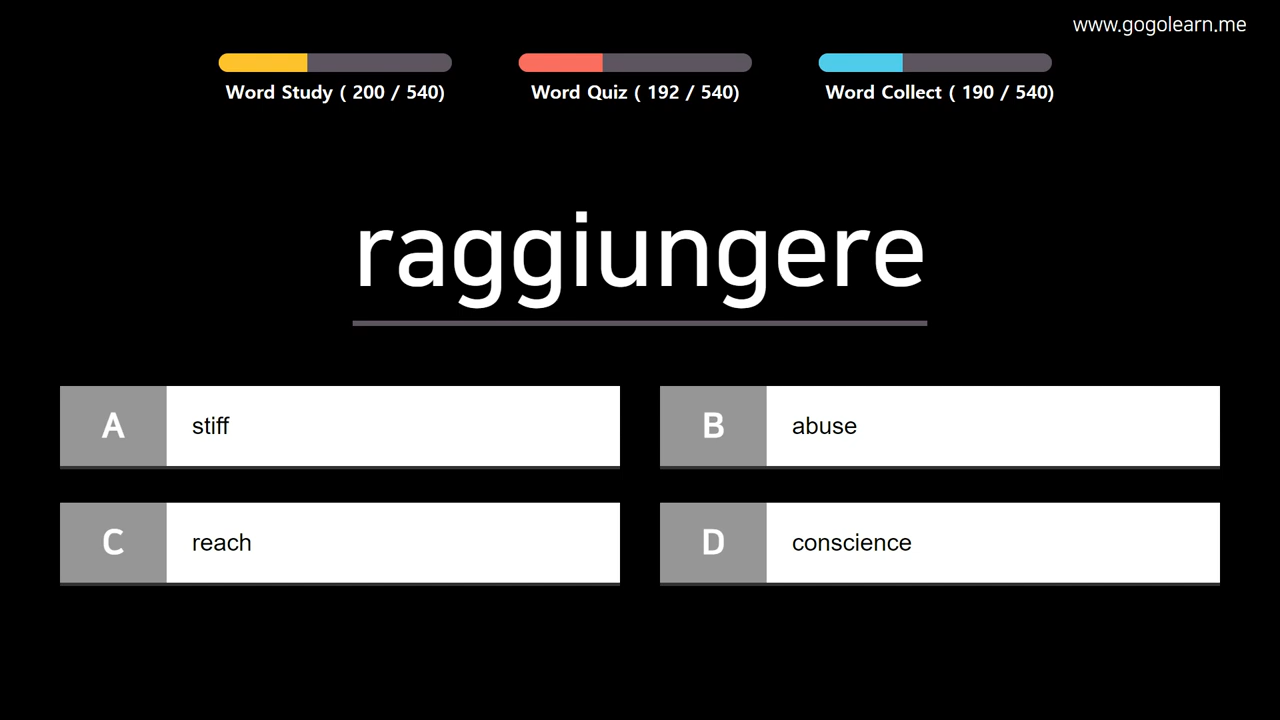 www.gogolearn.me
Word Study ( 200 / 540)
Word Quiz ( 192 / 540)
Word Collect ( 190 / 540)
raggiungere
A stiff
B abuse
C reach
D conscience